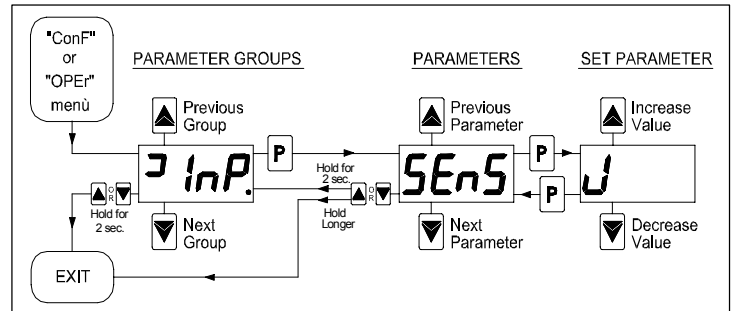 "ConF"
or
"OPEr"
menù
PARAMETER GROUPS
PARAMETERS
SET PARAMETER
Previous
Group
Previous
Parameter
Increase
Value
InP.
P
Hold for
2 sec.
SEnS
P
P
J
OR
Hold for
2 sec.
OR
Hold
Longer
Next
Group
Next
Parameter
Decrease
Value
EXIT